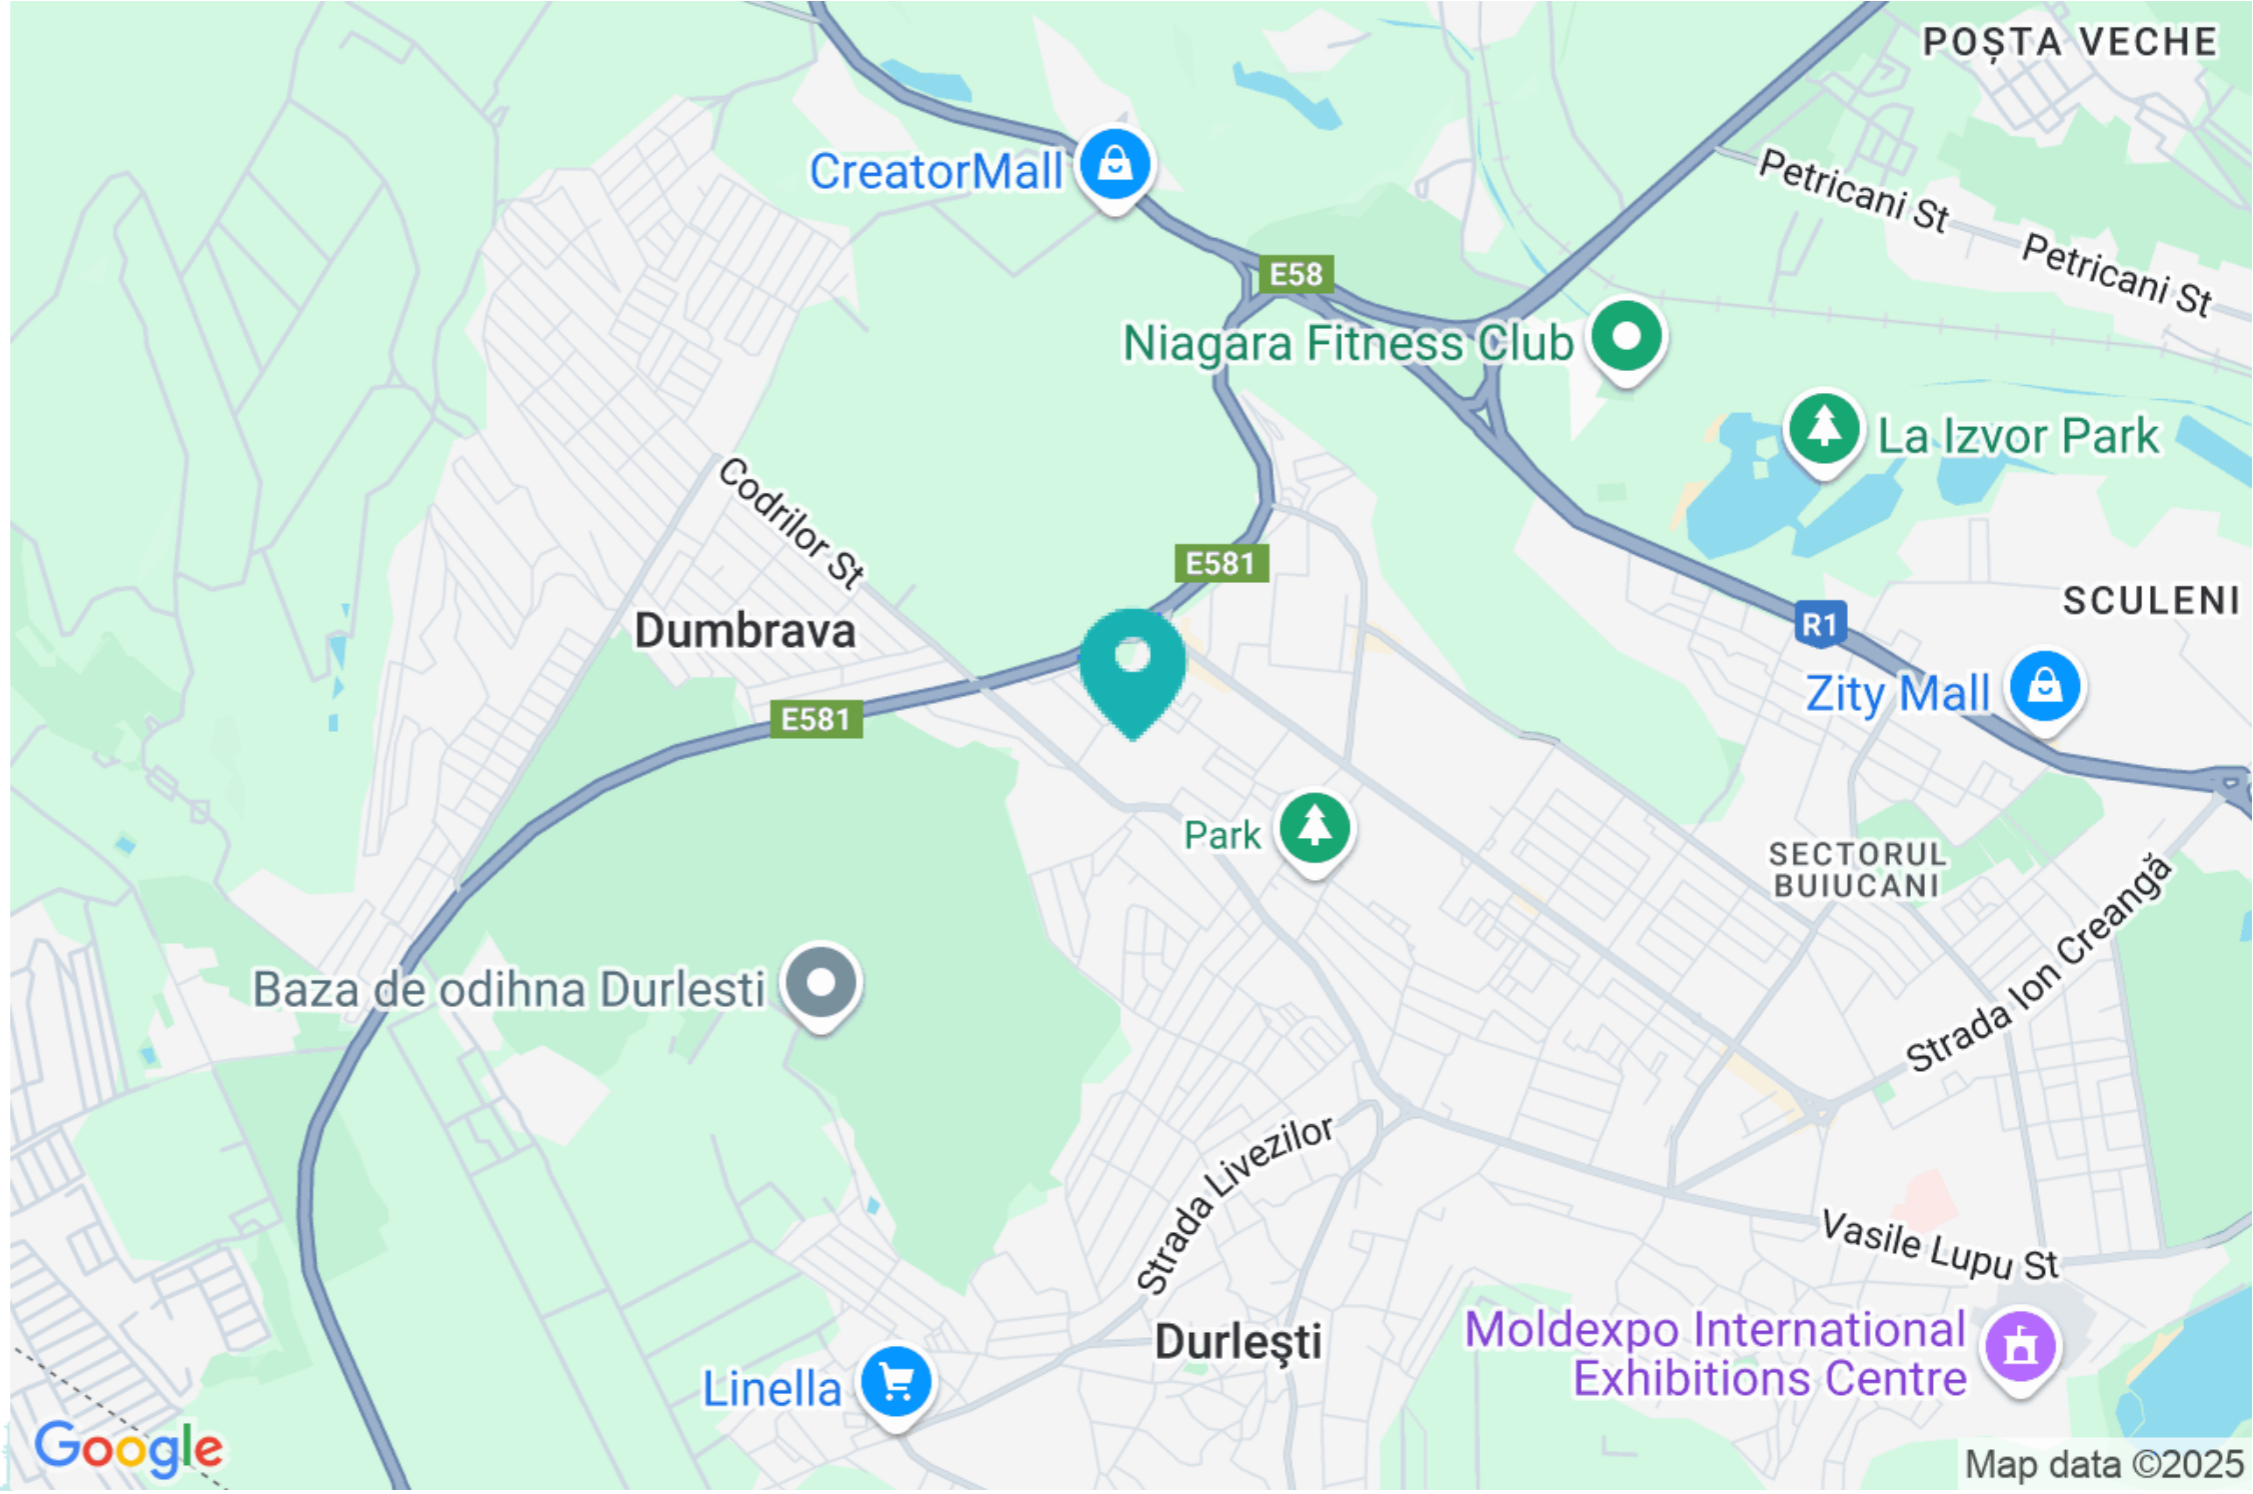 POȘTA VECHE
Petricani St
Petricani St
CreatorMall
E58
Niagara Fitness Club
La Izvor Park
Codrilor St
E581
Dumbrava
SCULENI
R1
Zity Mall
E581
Park
SECTORUL
BUIUCANI
Strada Ion Creangă
Baza de odihna Durlesti
Strada Livezilor
Vasile Lupu St
Durleşti
Moldexpo International
Exhibitions Centre
Linella
Google
Map data ©2025